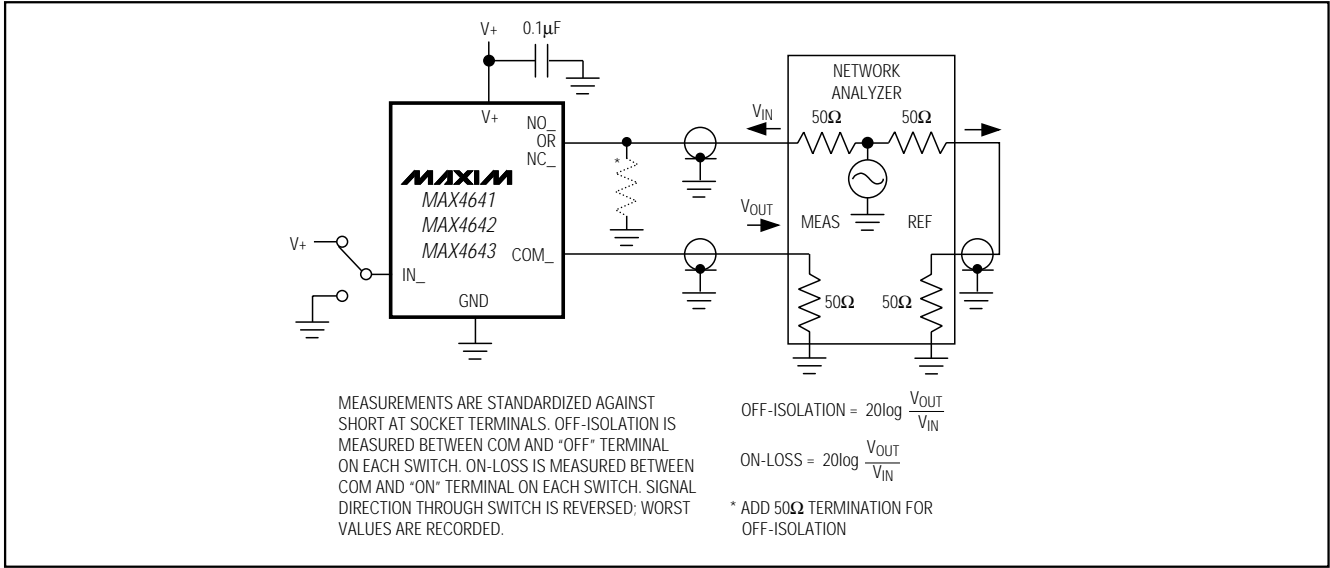 V+ 0.1µF
V+
NO_
OR
NC_
MAXIM
MAX4641
MAX4642
MAX4643
COM_
V+
IN_
GND
NETWORK
ANALYZER
VIN
50Ω 50Ω
VOUT
MEAS REF
50Ω 50Ω
*
MEASUREMENTS ARE STANDARDIZED AGAINST
SHORT AT SOCKET TERMINALS. OFF-ISOLATION IS
MEASURED BETWEEN COM AND “OFF” TERMINAL
ON EACH SWITCH. ON-LOSS IS MEASURED BETWEEN
COM AND “ON” TERMINAL ON EACH SWITCH. SIGNAL
DIRECTION THROUGH SWITCH IS REVERSED; WORST
VALUES ARE RECORDED.
OFF-ISOLATION = 20log VOUT
VIN
ON-LOSS = 20log VOUT
VIN
* ADD 50Ω TERMINATION FOR
OFF-ISOLATION